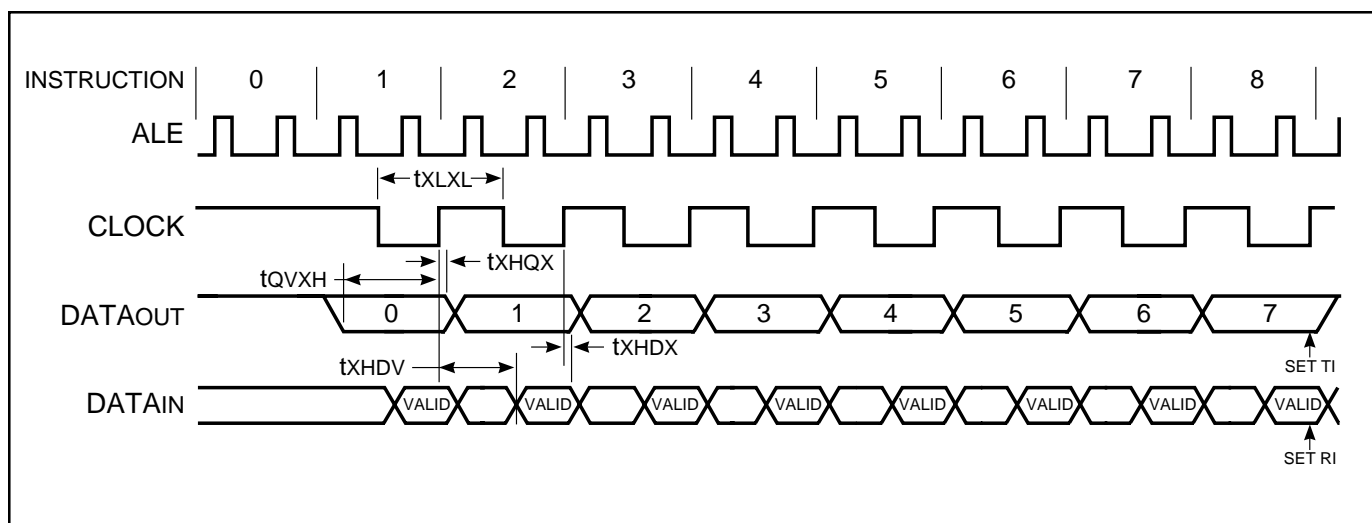 INSTRUCTION 0 1 2 3 4 5 6 7 8
ALE
tXLXL
CLOCK
tQVXH tXHQX
DATAOUT 0 1 2 3 4 5 6 7
tXHDV tXHDX SET TI
DATAIN VALID VALID VALID VALID VALID VALID VALID VALID
SET RI